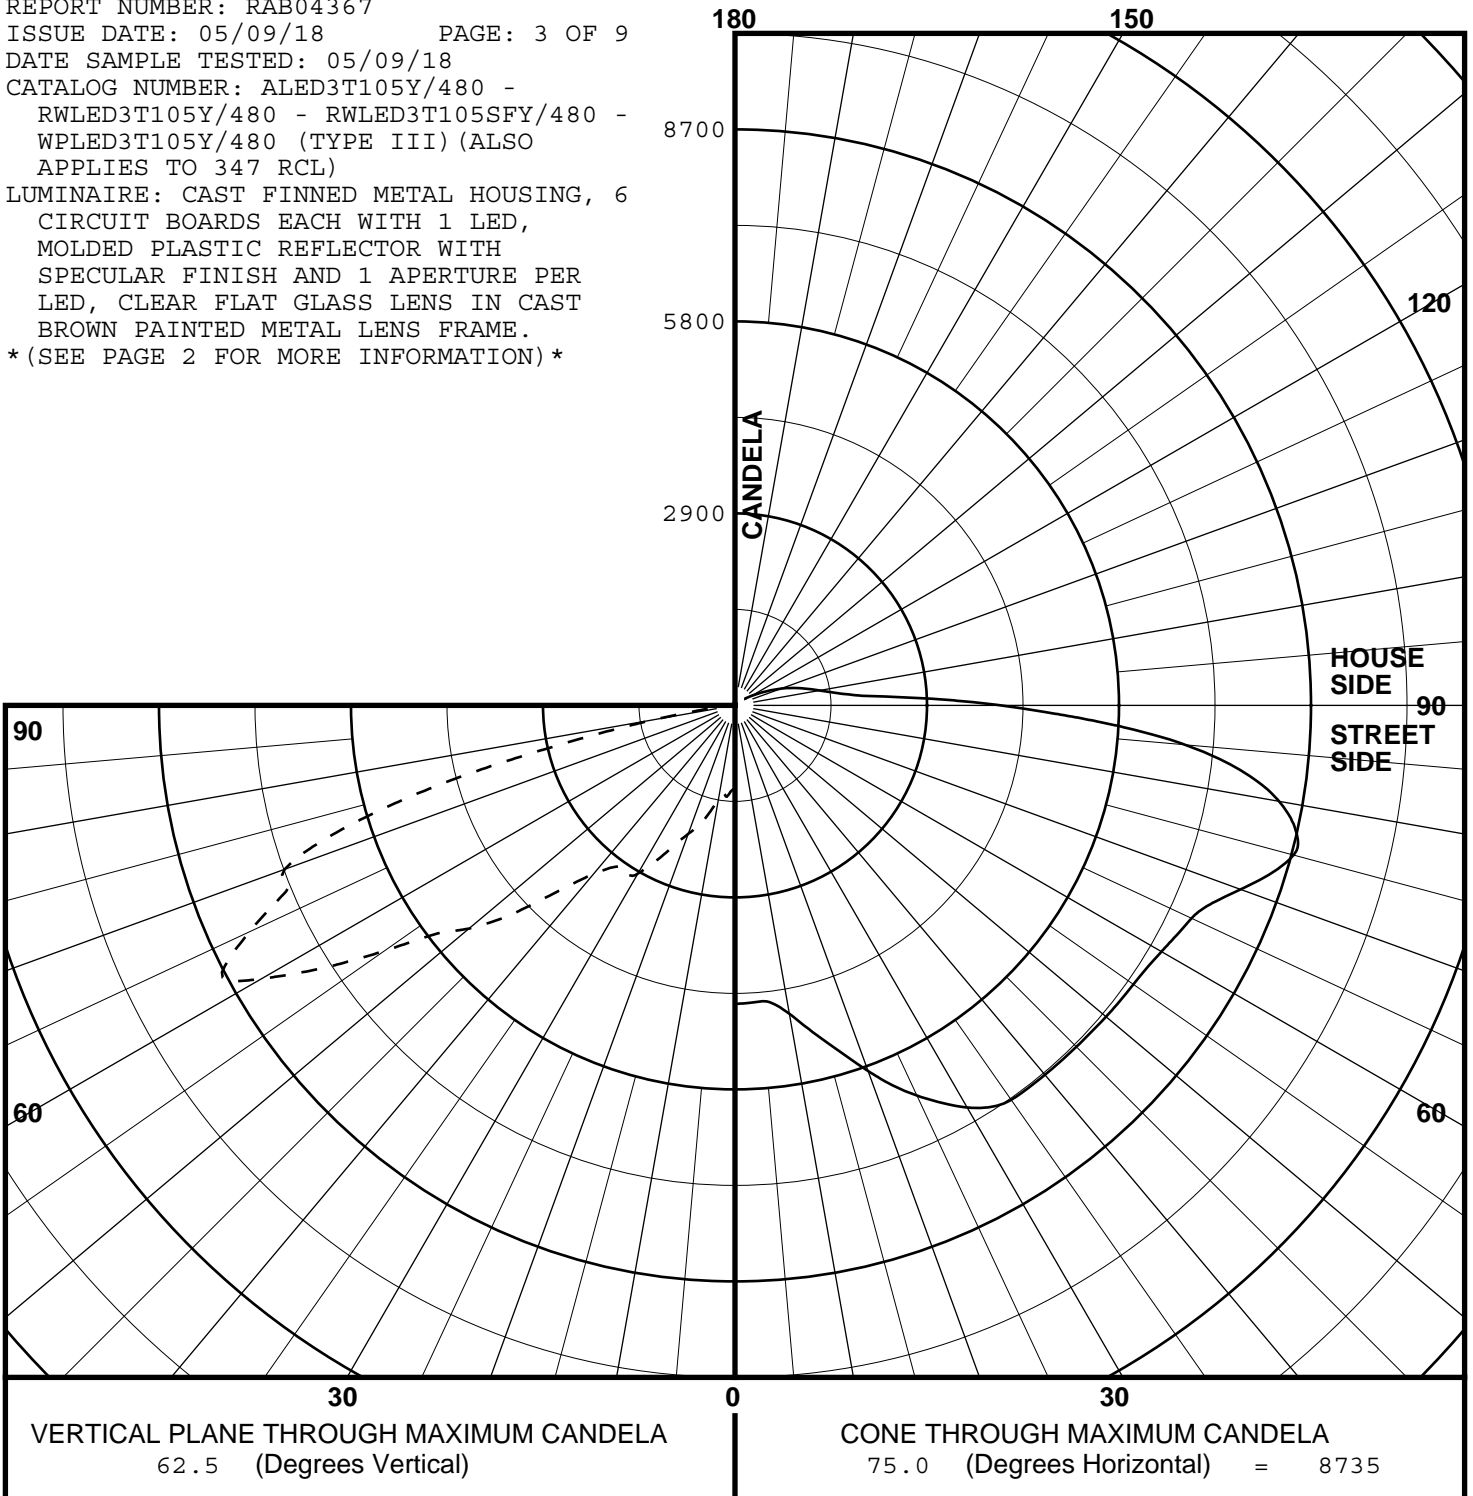 REPORT NUMBER: RAB04367
ISSUE DATE: 05/09/18 PAGE: 3 OF 9
DATE SAMPLE TESTED: 05/09/18
CATALOG NUMBER: ALED3T105Y/480 -
RWLED3T105Y/480 - RWLED3T105SFY/480 -
WPLED3T105Y/480 (TYPE III)(ALSO
APPLIES TO 347 RCL)
LUMINAIRE: CAST FINNED METAL HOUSING, 6
CIRCUIT BOARDS EACH WITH 1 LED,
MOLDED PLASTIC REFLECTOR WITH
SPECULAR FINISH AND 1 APERTURE PER
LED, CLEAR FLAT GLASS LENS IN CAST
BROWN PAINTED METAL LENS FRAME.
*(SEE PAGE 2 FOR MORE INFORMATION)*
180
150
8700
120
5800
CANDELA
2900
HOUSE
SIDE
90
90
STREET
SIDE
60
60
30
0
30
VERTICAL PLANE THROUGH MAXIMUM CANDELA
62.5 (Degrees Vertical)
CONE THROUGH MAXIMUM CANDELA
75.0 (Degrees Horizontal) = 8735